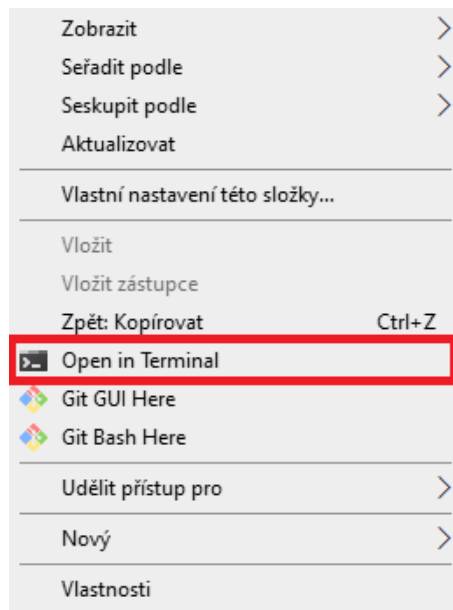 Zobrazit
Seřadit podle
Seskupit podle
Aktualizovat
Vlastní nastavení této složky...
Vložit
Vložit zástupce
Zpět: Kopírovat Ctrl+Z
Open in Terminal
Git GUI Here
Git Bash Here
Udělit přístup pro
Nový
Vlastnosti